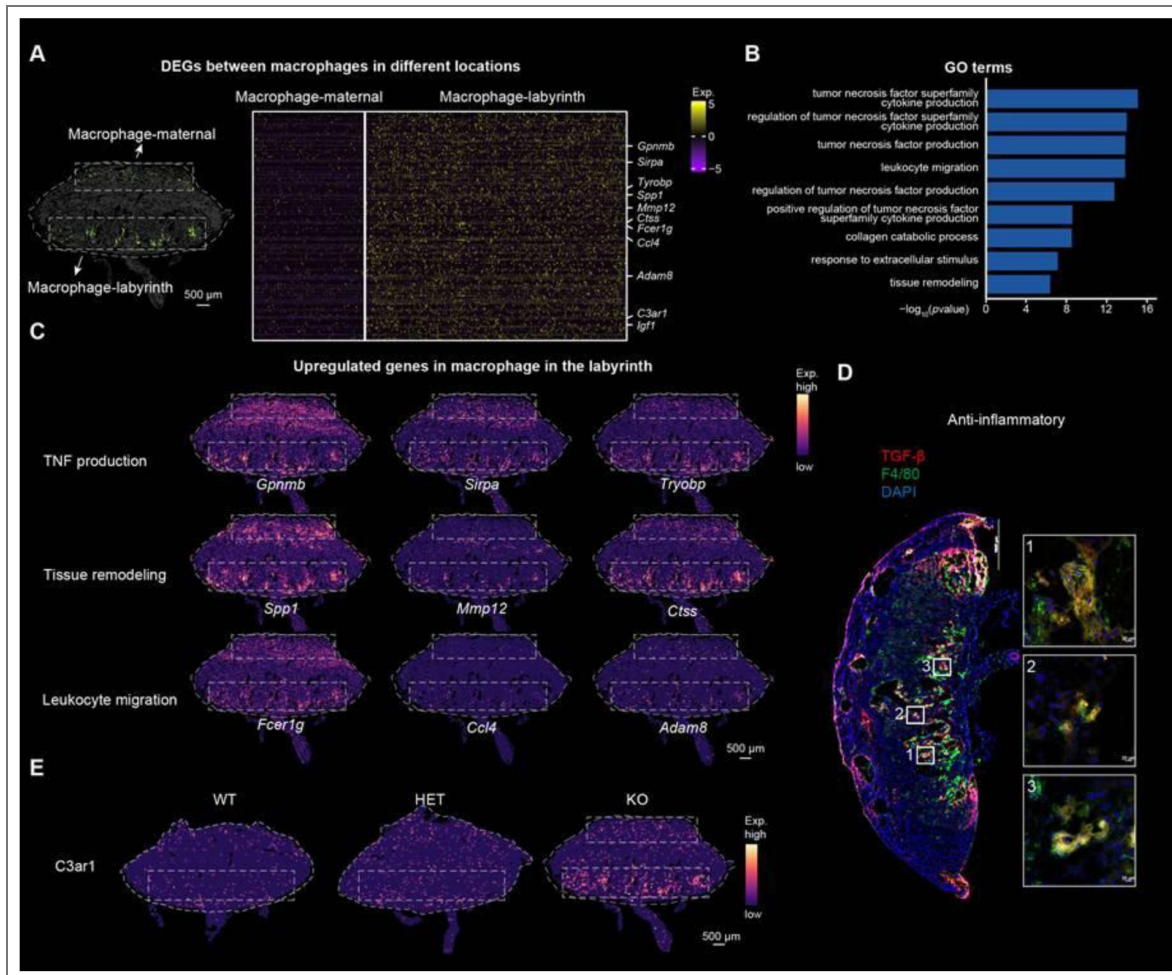 A
DEGs between macrophages in different locations
Macrophage-maternal
Macrophage-labyrinth
Exp.
5
0
−5
Macrophage-maternal
Macrophage-labyrinth
500 μm
Gpnmb
Sirpa
Tyrobp
Spp1
Mmp12
Ctss
Fcer1g
Ccl4
Adam8
C3ar1
Igf1
B
GO terms
tumor necrosis factor superfamily
cytokine production
regulation of tumor necrosis factor superfamily
cytokine production
tumor necrosis factor production
leukocyte migration
regulation of tumor necrosis factor production
positive regulation of tumor necrosis factor
superfamily cytokine production
collagen catabolic process
response to extracellular stimulus
tissue remodeling
0 4 8 12 16
−log10(pvalue)
C
Upregulated genes in macrophage in the labyrinth
Exp.
high
low
TNF production
Gpnmb
Sirpa
Tryobp
Tissue remodeling
Spp1
Mmp12
Ctss
Leukocyte migration
Fcer1g
Ccl4
Adam8
500 μm
D
Anti-inflammatory
TGF-β
F4/80
DAPI
3
2
1
1
2
3
E
WT
HET
KO
C3ar1
Exp.
high
low
500 μm